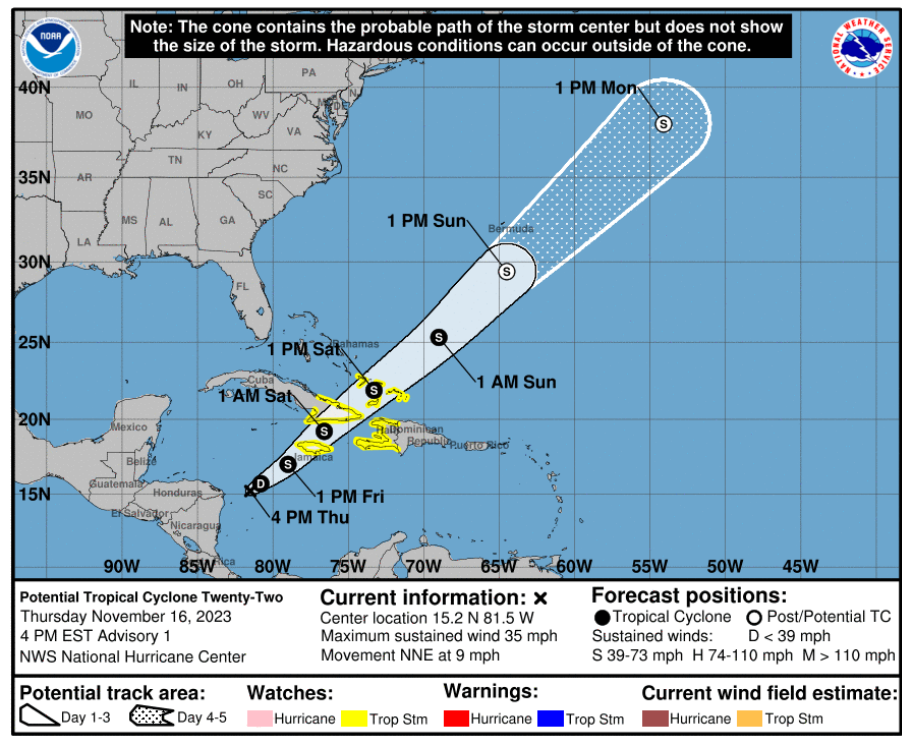 Note: The cone contains the probable path of the storm center but does not show
the size of the storm. Hazardous conditions can occur outside of the cone.
NOAA
NATIONAL WEATHER SERVICE
40N
35N
30N
25N
20N
15N
IL
IN
OH
PA
MO
WV
KY
VA
TN
NC
AR
SC
MS
AL
GA
LA
FL
DE
1 PM Mon
S
1 PM Sun
Bermuda
S
S
1 AM Sun
1 PM Sat
Bahamas
S
Cuba
1 AM Sat
S
Mexico
Dominican
Republic
Puerto Rico
Jamaica
Belize
S
1 PM Fri
D
4 PM Thu
Guatemala
Honduras
El Salvador
Nicaragua
90W 85W 80W 75W 70W 65W 60W 55W 50W 45W
Potential Tropical Cyclone Twenty-Two
Thursday November 16, 2023
4 PM EST Advisory 1
NWS National Hurricane Center
Current information: x
Center location 15.2 N 81.5 W
Maximum sustained wind 35 mph
Movement NNE at 9 mph
Forecast positions:
Tropical Cyclone Post/Potential TC
Sustained winds: D < 39 mph
S 39-73 mph H 74-110 mph M > 110 mph
Potential track area:
Day 1-3 Day 4-5
Watches:
Hurricane Trop Stm
Warnings:
Hurricane Trop Stm
Current wind field estimate:
Hurricane Trop Stm